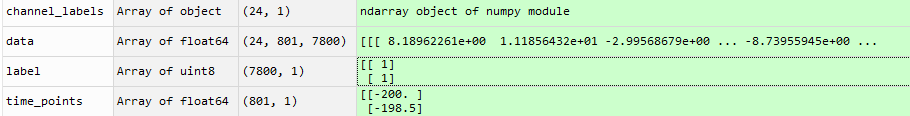 channel_labels Array of object (24, 1) ndarray object of numpy module
data Array of float64 (24, 801, 7800) [[[ 8.18962261e+00 1.11856432e+01 -2.99568679e+00 ... -8.73955945e+00 ...
label Array of uint8 (7800, 1) [[ 1]
[ 1]
time_points Array of float64 (801, 1) [[-200. ]
[-198.5]